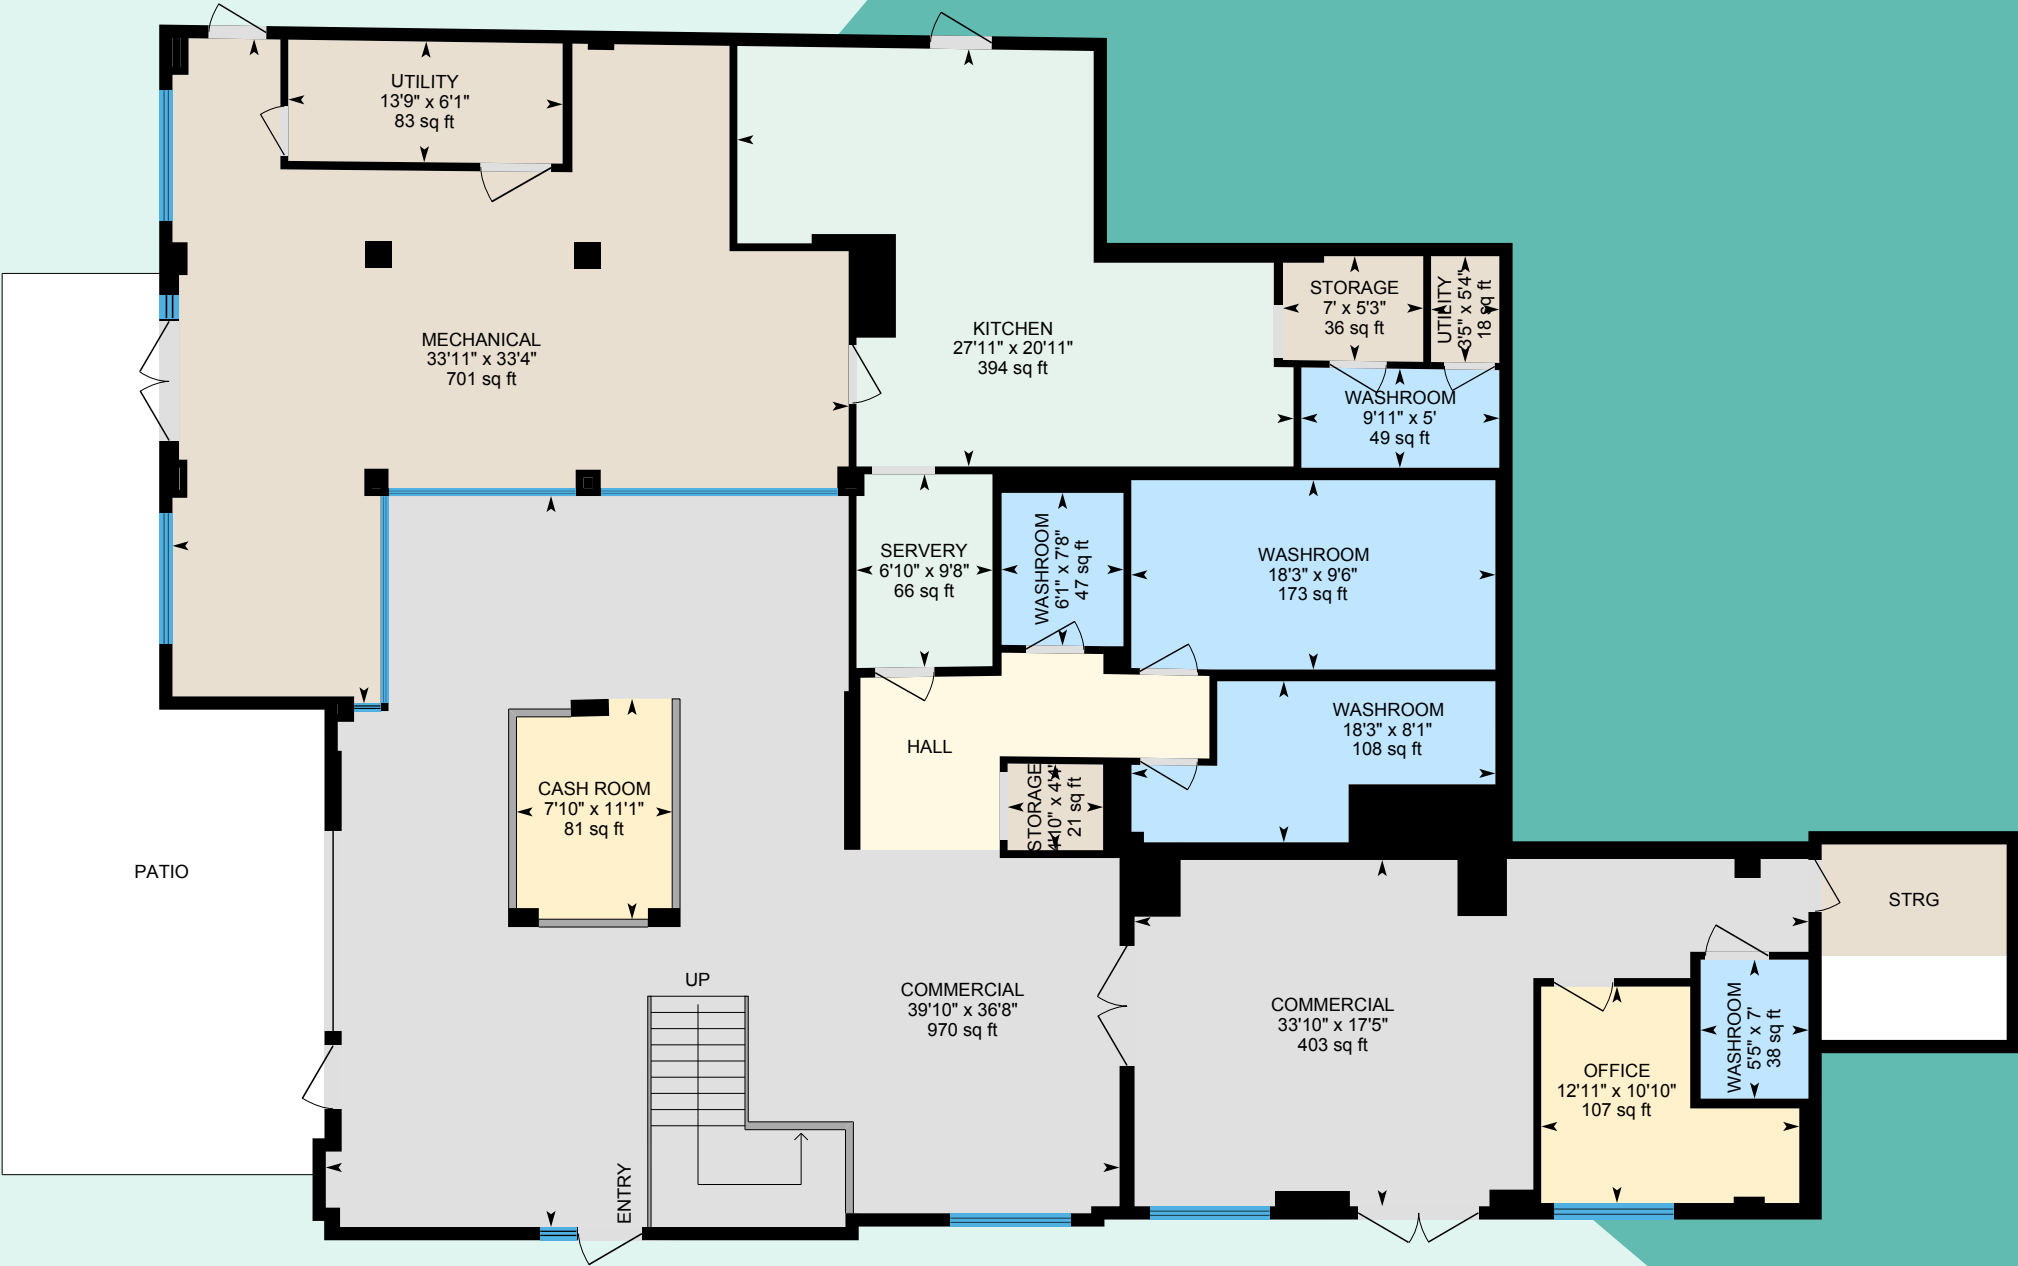 UTILITY
13'9" x 6'1"
83 sq ft
MECHANICAL
33'11" x 33'4"
701 sq ft
KITCHEN
27'11" x 20'11"
394 sq ft
STORAGE
7' x 5'3"
36 sq ft
UTILITY
3'5" x 5'4"
18 sq ft
WASHROOM
9'11" x 5'
49 sq ft
SERVERY
6'10" x 9'8"
66 sq ft
WASHROOM
6'1" x 7'8"
47 sq ft
WASHROOM
18'3" x 9'6"
173 sq ft
WASHROOM
18'3" x 8'1"
108 sq ft
HALL
STORAGE
4'10" x 4'4"
21 sq ft
CASH ROOM
7'10" x 11'1"
81 sq ft
PATIO
STRG
UP
COMMERCIAL
39'10" x 36'8"
970 sq ft
COMMERCIAL
33'10" x 17'5"
403 sq ft
WASHROOM
5'5" x 7'
38 sq ft
OFFICE
12'11" x 10'10"
107 sq ft
ENTRY